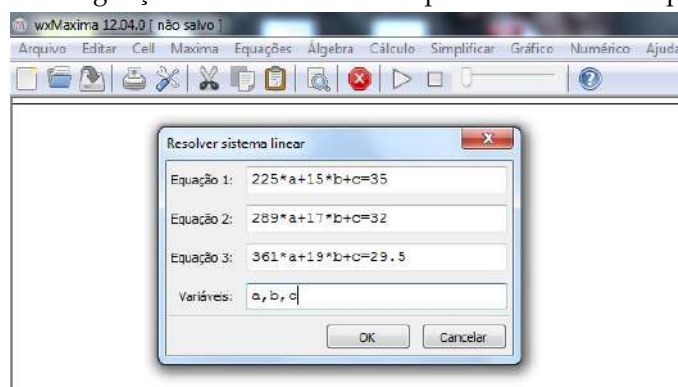 wxMaxima 12.04.0 [ não salvo ]
Arquivo Editar Cell Maxima Equações Álgebra Cálculo Simplificar Gráfico Numérico Ajuda
Resolver sistema linear
Equação 1: 225*a+15*b+c=35
Equação 2: 289*a+17*b+c=32
Equação 3: 361*a+19*b+c=29.5
Variáveis: a,b,c
OK Cancelar